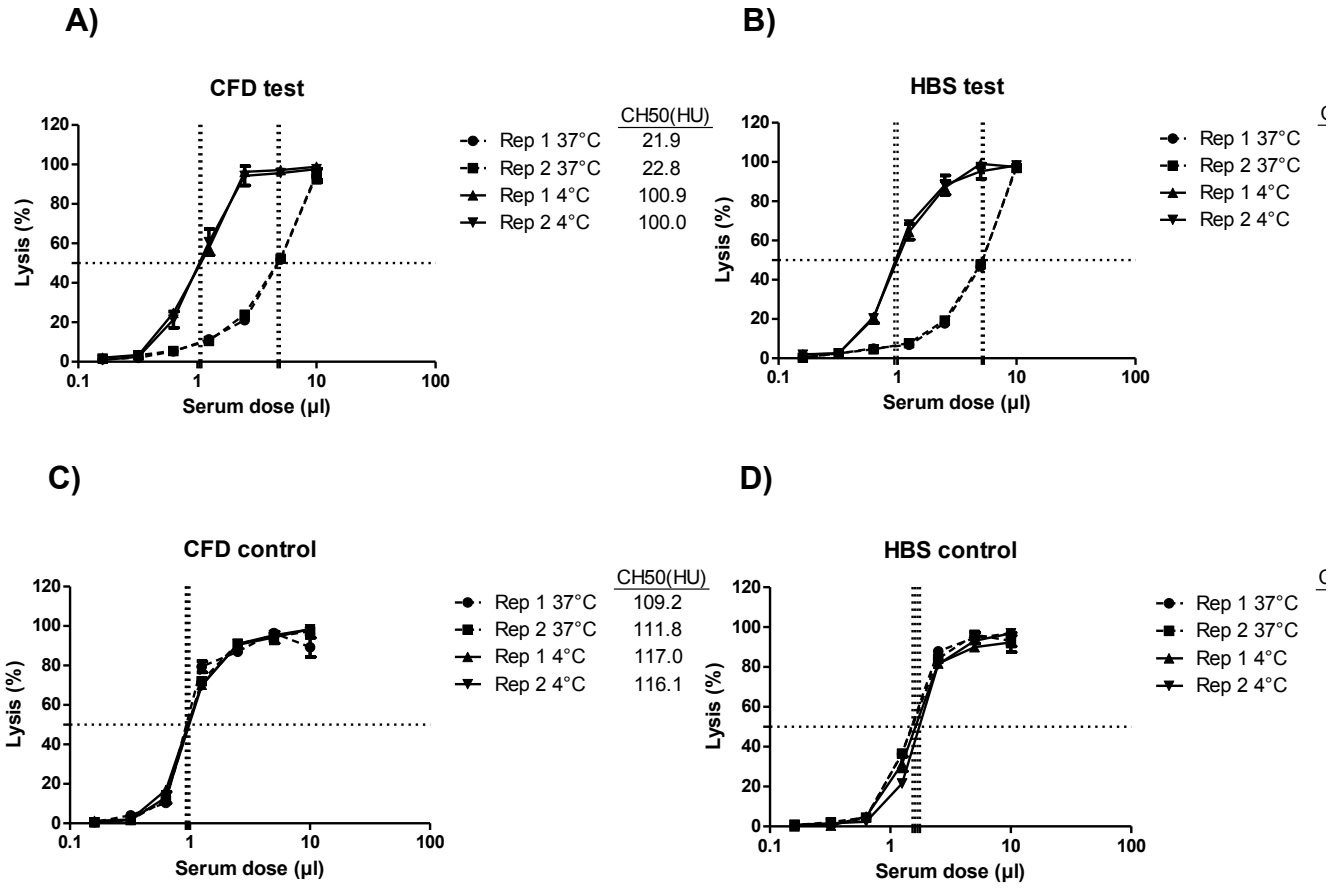 A)
CFD test
CH50(HU)
Rep 1 37°C 21.9
Rep 2 37°C 22.8
Rep 1 4°C 100.9
Rep 2 4°C 100.0
Lysis (%)
120
100
80
60
40
20
0
0.1 1 10 100
Serum dose (µl)
B)
HBS test
C
Rep 1 37°C
Rep 2 37°C
Rep 1 4°C
Rep 2 4°C
Lysis (%)
120
100
80
60
40
20
0
0.1 1 10 100
Serum dose (µl)
C)
CFD control
CH50(HU)
Rep 1 37°C 109.2
Rep 2 37°C 111.8
Rep 1 4°C 117.0
Rep 2 4°C 116.1
Lysis (%)
120
100
80
60
40
20
0
0.1 1 10 100
Serum dose (µl)
D)
HBS control
C
Rep 1 37°C
Rep 2 37°C
Rep 1 4°C
Rep 2 4°C
Lysis (%)
120
100
80
60
40
20
0
0.1 1 10 100
Serum dose (µl)